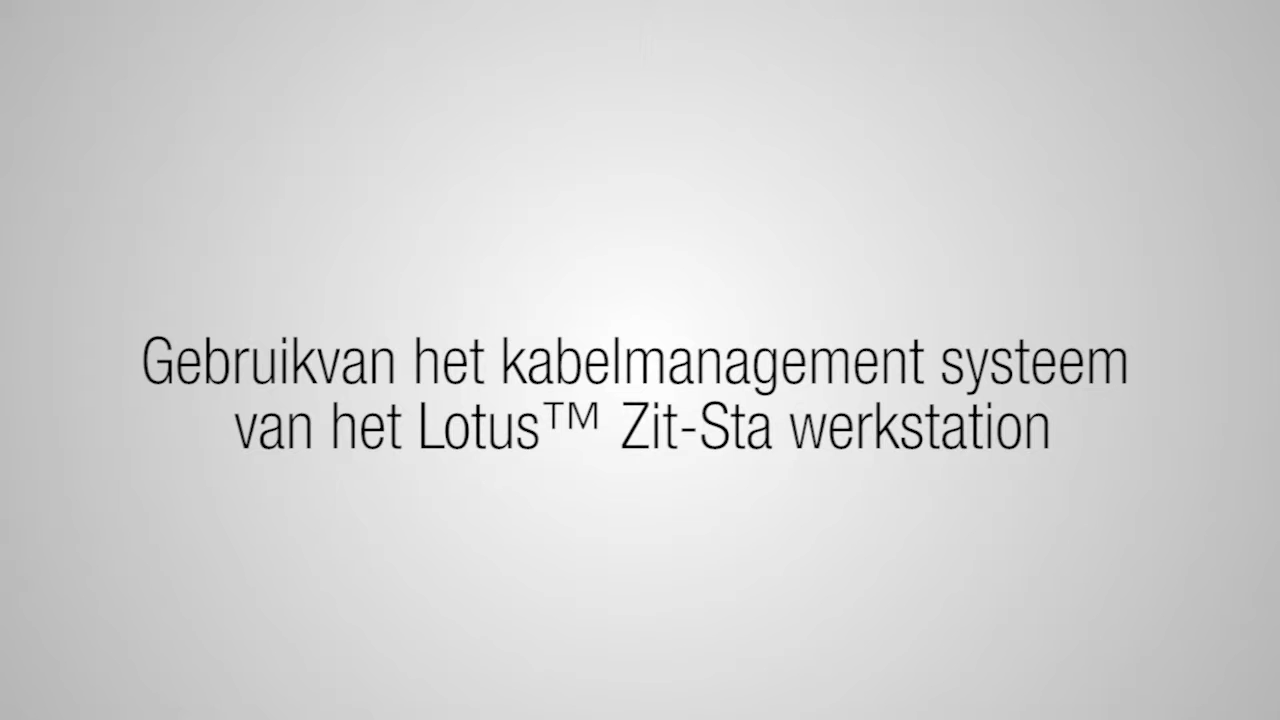 Gebruikvan het kabelmanagement systeem
van het Lotus™ Zit-Sta werkstation